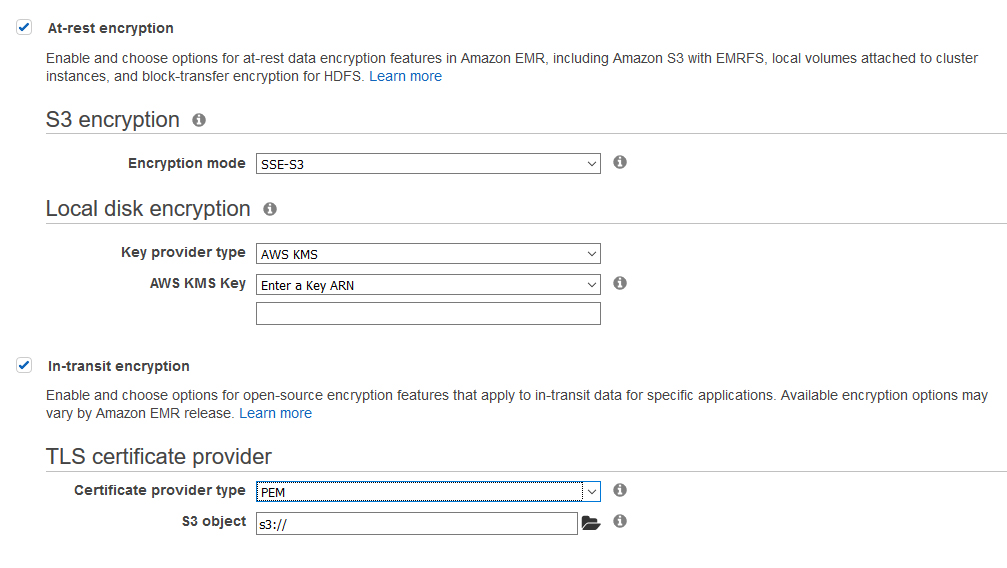 At-rest encryption
Enable and choose options for at-rest data encryption features in Amazon EMR, including Amazon S3 with EMRFS, local volumes attached to cluster
instances, and block-transfer encryption for HDFS. Learn more
S3 encryption
Encryption mode SSE-S3
Local disk encryption
Key provider type AWS KMS
AWS KMS Key Enter a Key ARN
In-transit encryption
Enable and choose options for open-source encryption features that apply to in-transit data for specific applications. Available encryption options may
vary by Amazon EMR release. Learn more
TLS certificate provider
Certificate provider type PEM
S3 object s3://